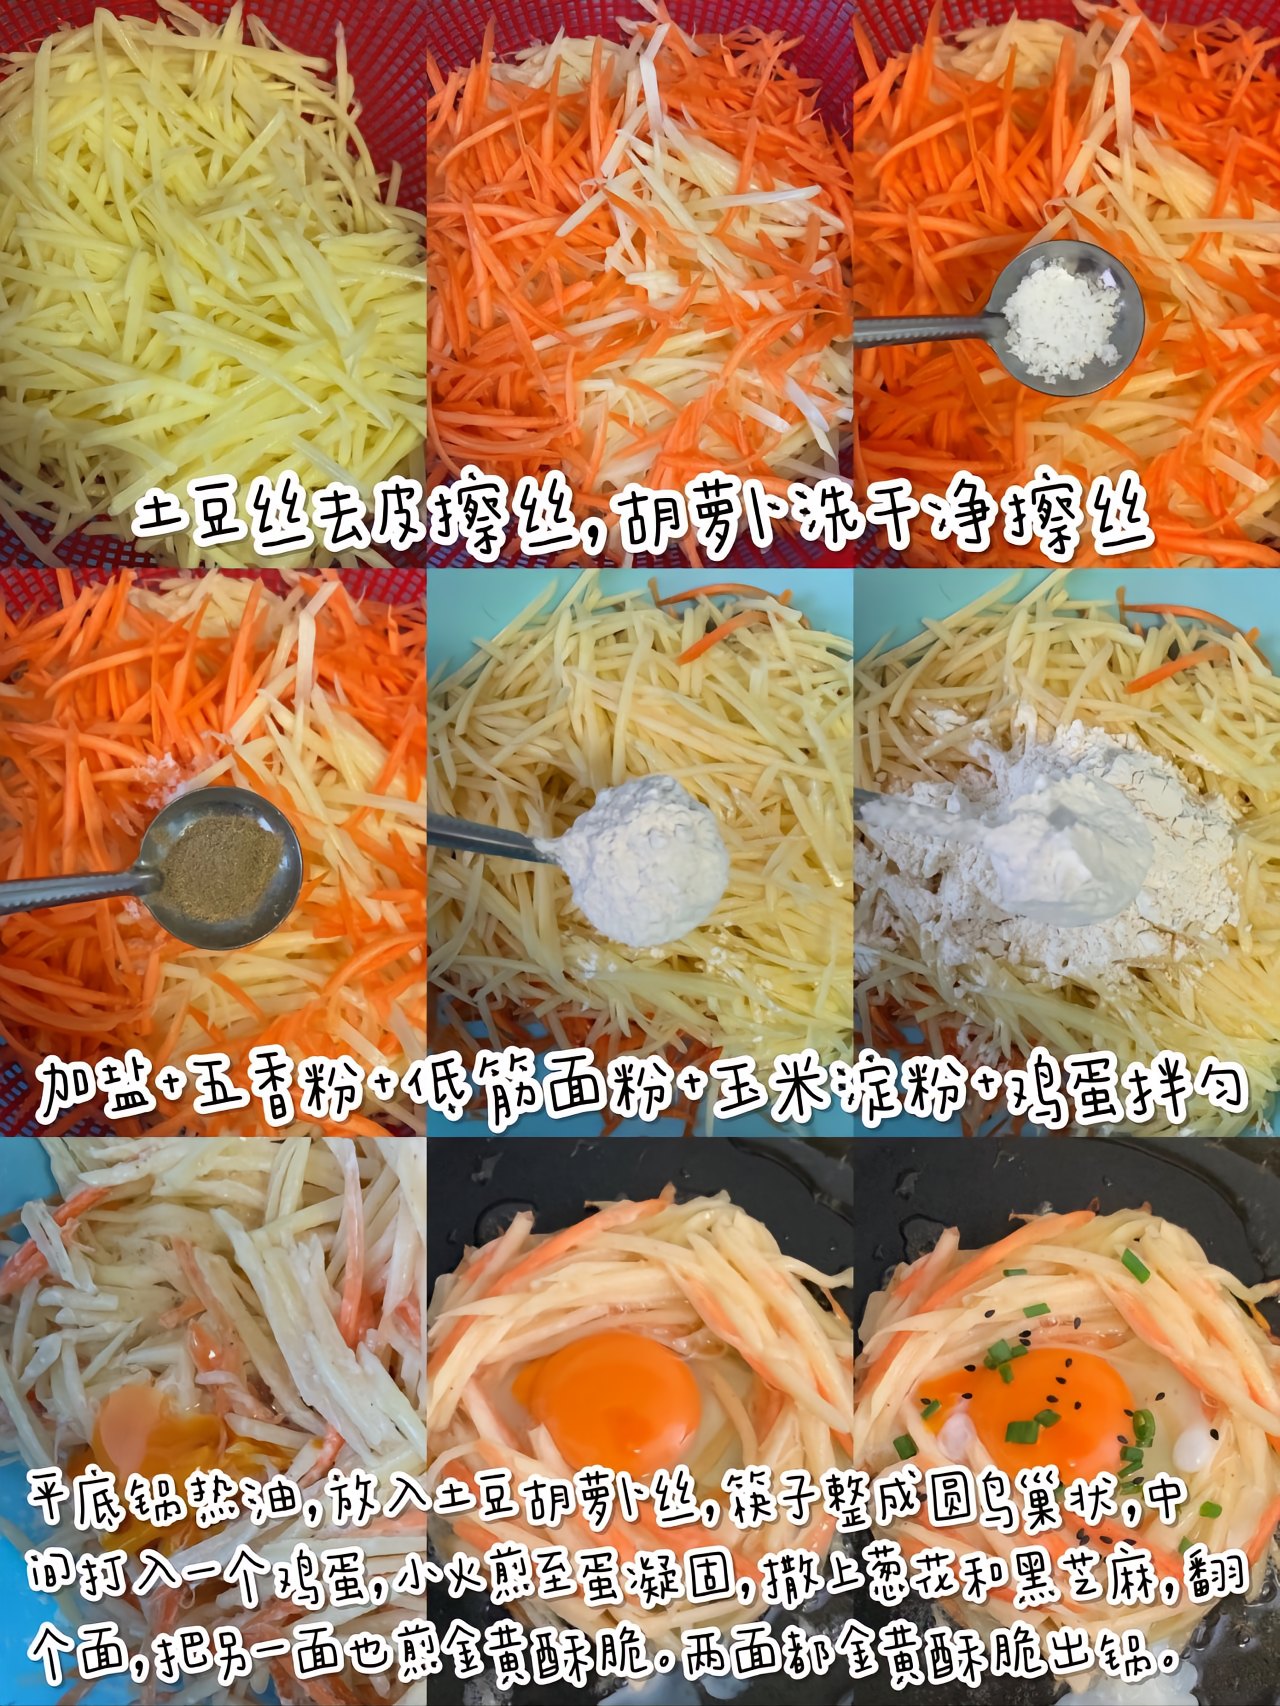 土豆丝去皮擦丝,胡萝卜洗干净擦丝
加盐+五香粉+低筋面粉+玉米淀粉+鸡蛋拌匀
平底锅热油,放入土豆胡萝卜丝,筷子整成圆鸟巢状,中
间打入一个鸡蛋,小火煎至蛋凝固,撒上葱花和黑芝麻,翻
个面,把另一面也煎金黄酥脆。两面都金黄酥脆出锅。